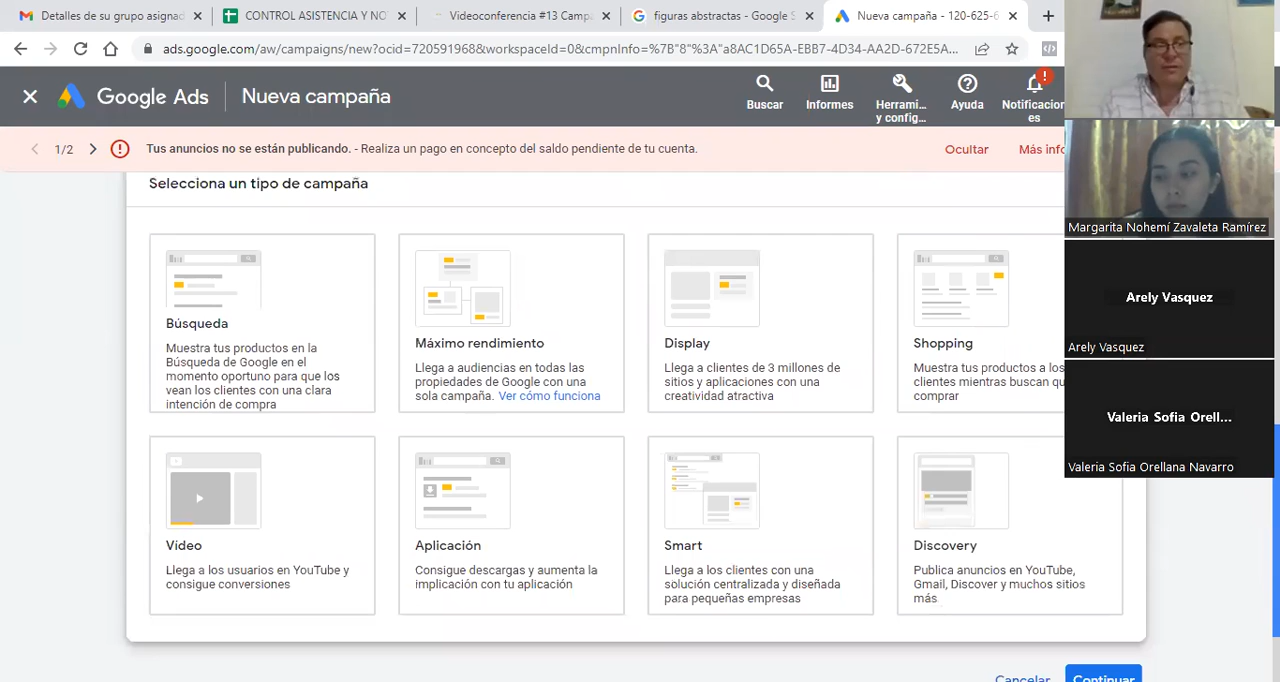 Detalles de su grupo asignad
CONTROL ASISTENCIA Y NO
Videoconferencia #13 Campa
figuras abstractas - Google S
Nueva campaña - 120-625-6
ads.google.com/aw/campaigns/new?ocid=72059196&workspaceId=0&cmpnInfo=%7B"8"%3A"a8AC1D65A-EBB7-4D34-AA2D-672E5A...
Google Ads
Nueva campaña
Buscar
Informes
Herrami...
y config...
Ayuda
Notificacion
es
1/2
Tus anuncios no se están publicando. - Realiza un pago en concepto del saldo pendiente de tu cuenta.
Ocultar
Más info
Selecciona un tipo de campaña
Búsqueda
Muestra tus productos en la
Búsqueda de Google en el
momento oportuno para que los
vean los clientes con una clara
intención de compra
Máximo rendimiento
Llega a audiencias en todas las
propiedades de Google con una
sola campaña. Ver cómo funciona
Display
Llega a clientes de 3 millones de
sitios y aplicaciones con una
creatividad atractiva
Shopping
Muestra tus productos a los
clientes mientras buscan qu
comprar
Vídeo
Llega a los usuarios en YouTube y
consigue conversiones
Aplicación
Consigue descargas y aumenta la
implicación con tu aplicación
Smart
Llega a los clientes con una
solución centralizada y diseñada
para pequeñas empresas
Discovery
Publica anuncios en YouTube,
Gmail, Discover y muchos sitios
más
Cancelar
Continuar
Margarita Nohemí Zavaleta Ramírez
Arely Vasquez
Arely Vasquez
Valeria Sofia Orell...
Valeria Sofia Orellana Navarro